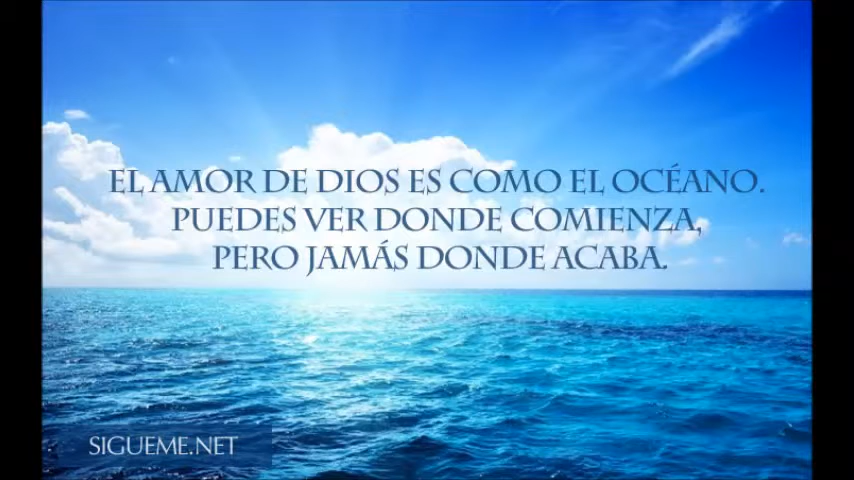 EL AMOR DE DIOS ES COMO EL OCÉANO.
PUEDES VER DONDE COMIENZA,
PERO JAMÁS DONDE ACABA.
SIGUEME.NET